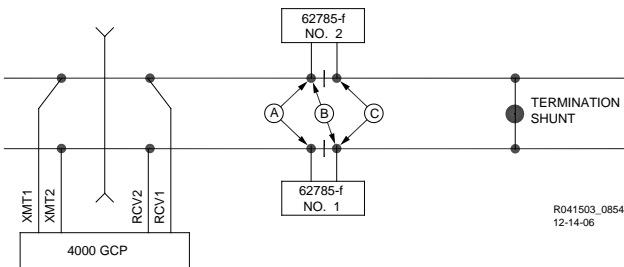 62785-f
NO. 2
A
B
C
TERMINATION
SHUNT
XMT1
XMT2
RCV2
RCV1
62785-f
NO. 1
4000 GCP
R041503_0854
12-14-06